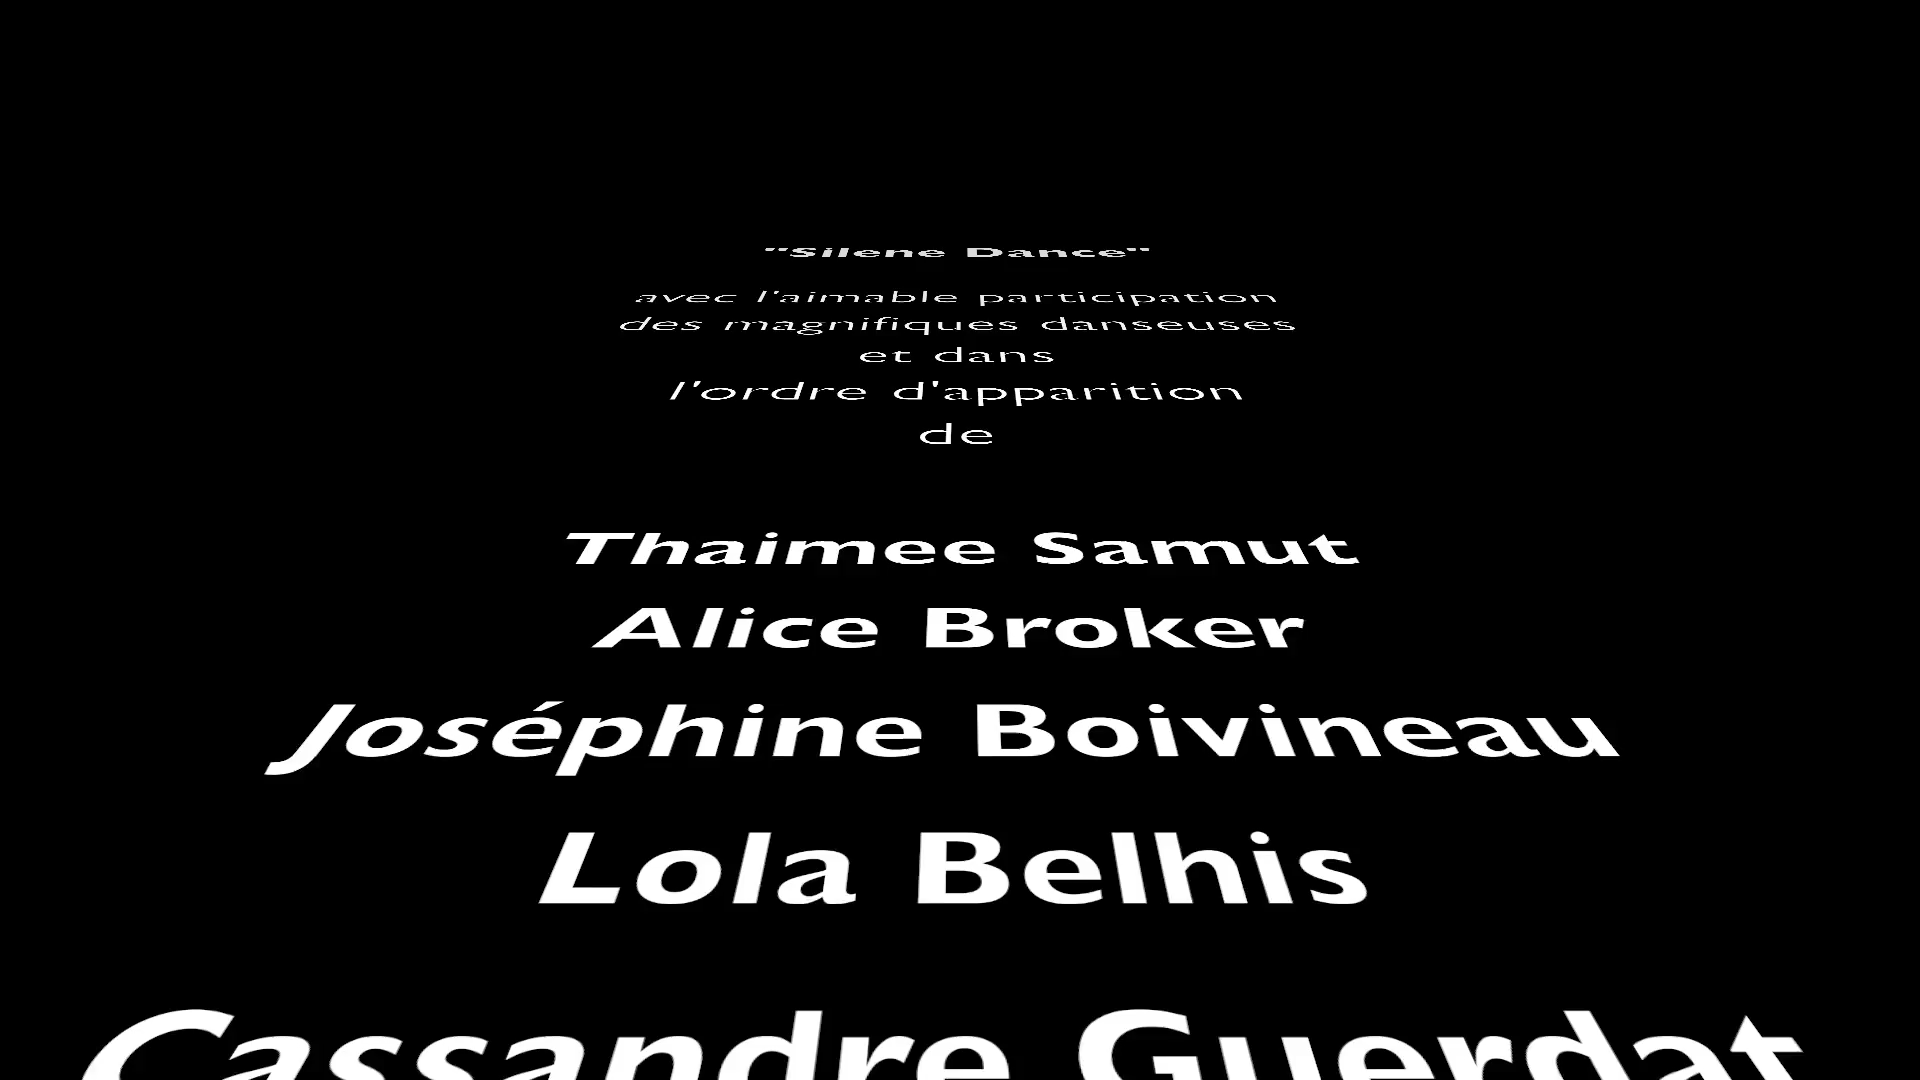 "Silene Dance"
avec l'aimable participation
des magnifiques danseuses
et dans
l'ordre d'apparition
de
Thaimee Samut
Alice Broker
Joséphine Boivineau
Lola Belhis
Cassandre Guerdat